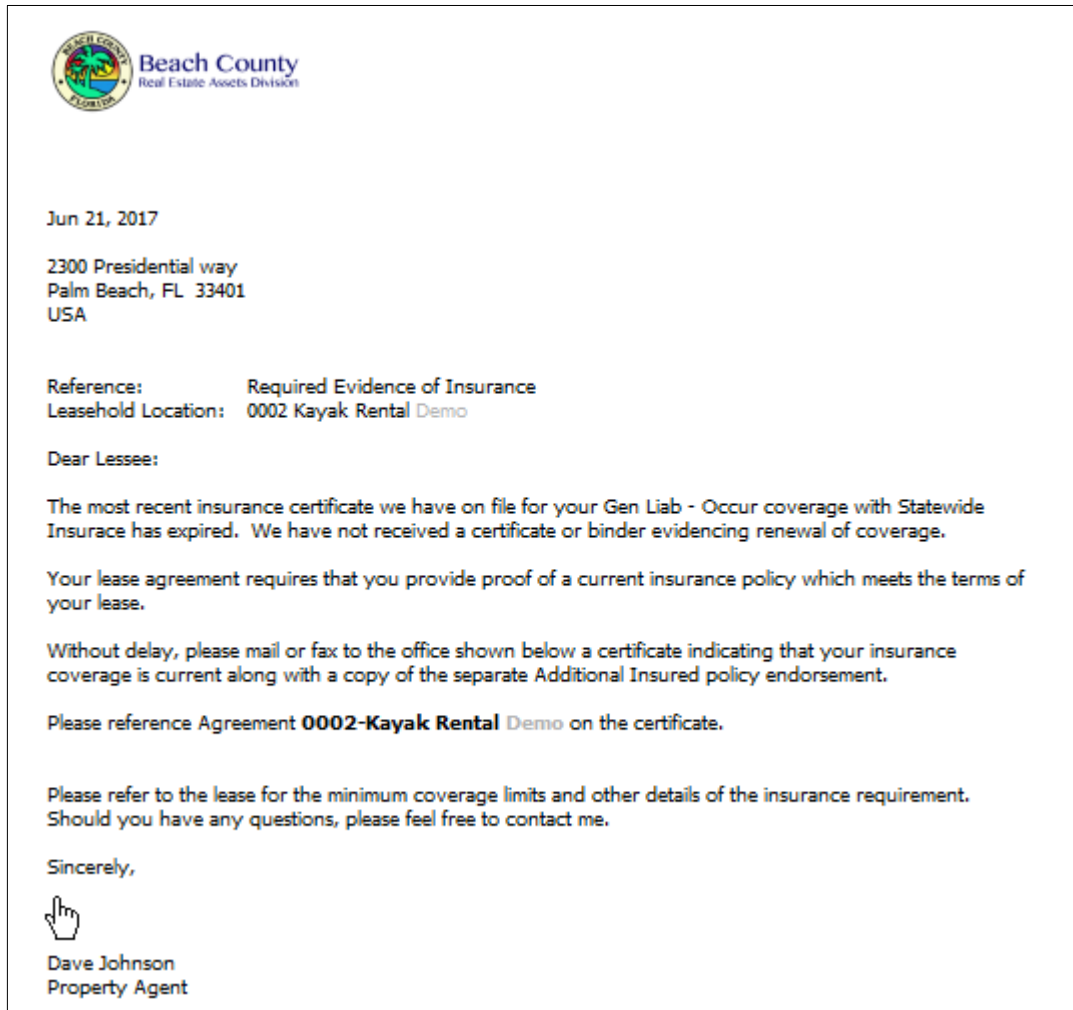 BEACH COUNTY
FLORIDA
Beach County
Real Estate Assets Division
Jun 21, 2017
2300 Presidential way
Palm Beach, FL  33401
USA
Reference: Required Evidence of Insurance
Leasehold Location: 0002 Kayak Rental Demo
Dear Lessee:
The most recent insurance certificate we have on file for your Gen Liab - Occur coverage with Statewide
Insurace has expired.  We have not received a certificate or binder evidencing renewal of coverage.
Your lease agreement requires that you provide proof of a current insurance policy which meets the terms of
your lease.
Without delay, please mail or fax to the office shown below a certificate indicating that your insurance
coverage is current along with a copy of the separate Additional Insured policy endorsement.
Please reference Agreement 0002-Kayak Rental Demo on the certificate.
Please refer to the lease for the minimum coverage limits and other details of the insurance requirement.
Should you have any questions, please feel free to contact me.
Sincerely,
Dave Johnson
Property Agent